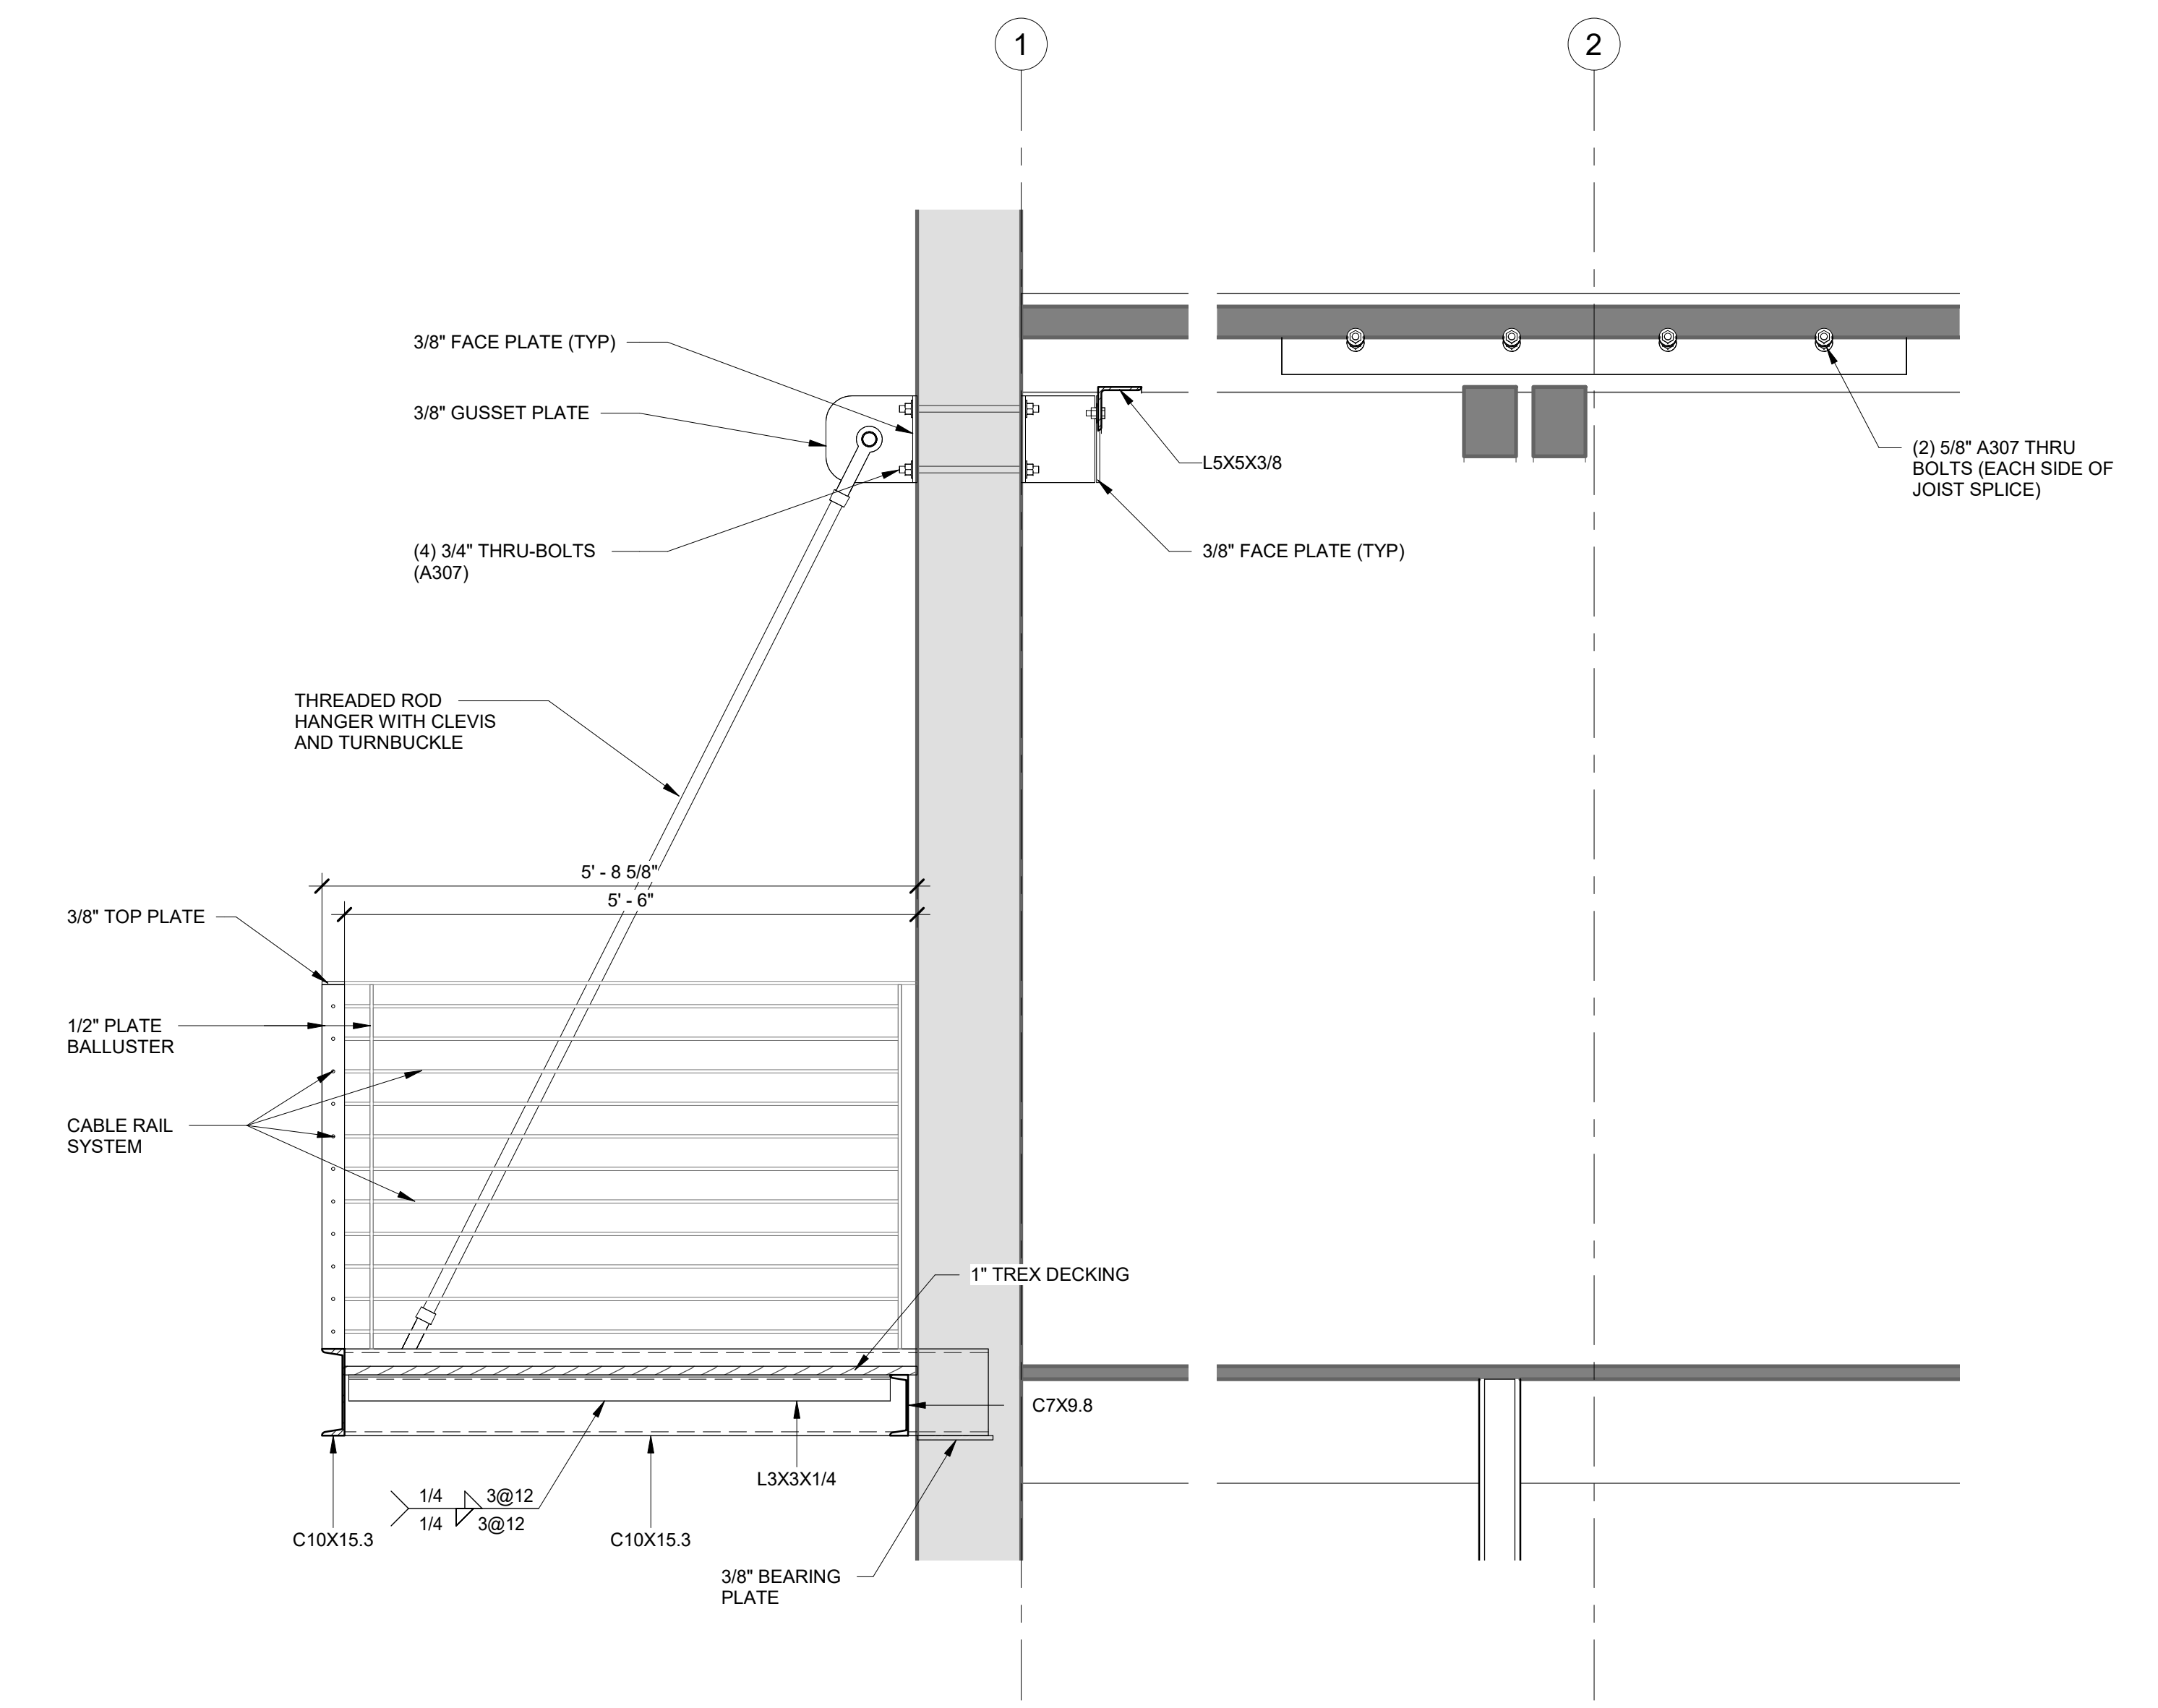 1
2
3/8" FACE PLATE (TYP)
3/8" GUSSET PLATE
(2) 5/8" A307 THRU
BOLTS (EACH SIDE OF
JOIST SPLICE)
L5X5X3/8
(4) 3/4" THRU-BOLTS
(A307)
3/8" FACE PLATE (TYP)
THREADED ROD
HANGER WITH CLEVIS
AND TURNBUCKLE
5' - 8 5/8"
5' - 6"
3/8" TOP PLATE
1/2" PLATE
BALLUSTER
CABLE RAIL
SYSTEM
1" TREX DECKING
C7X9.8
L3X3X1/4
1/4 3@12
1/4 3@12
C10X15.3
C10X15.3
3/8" BEARING
PLATE